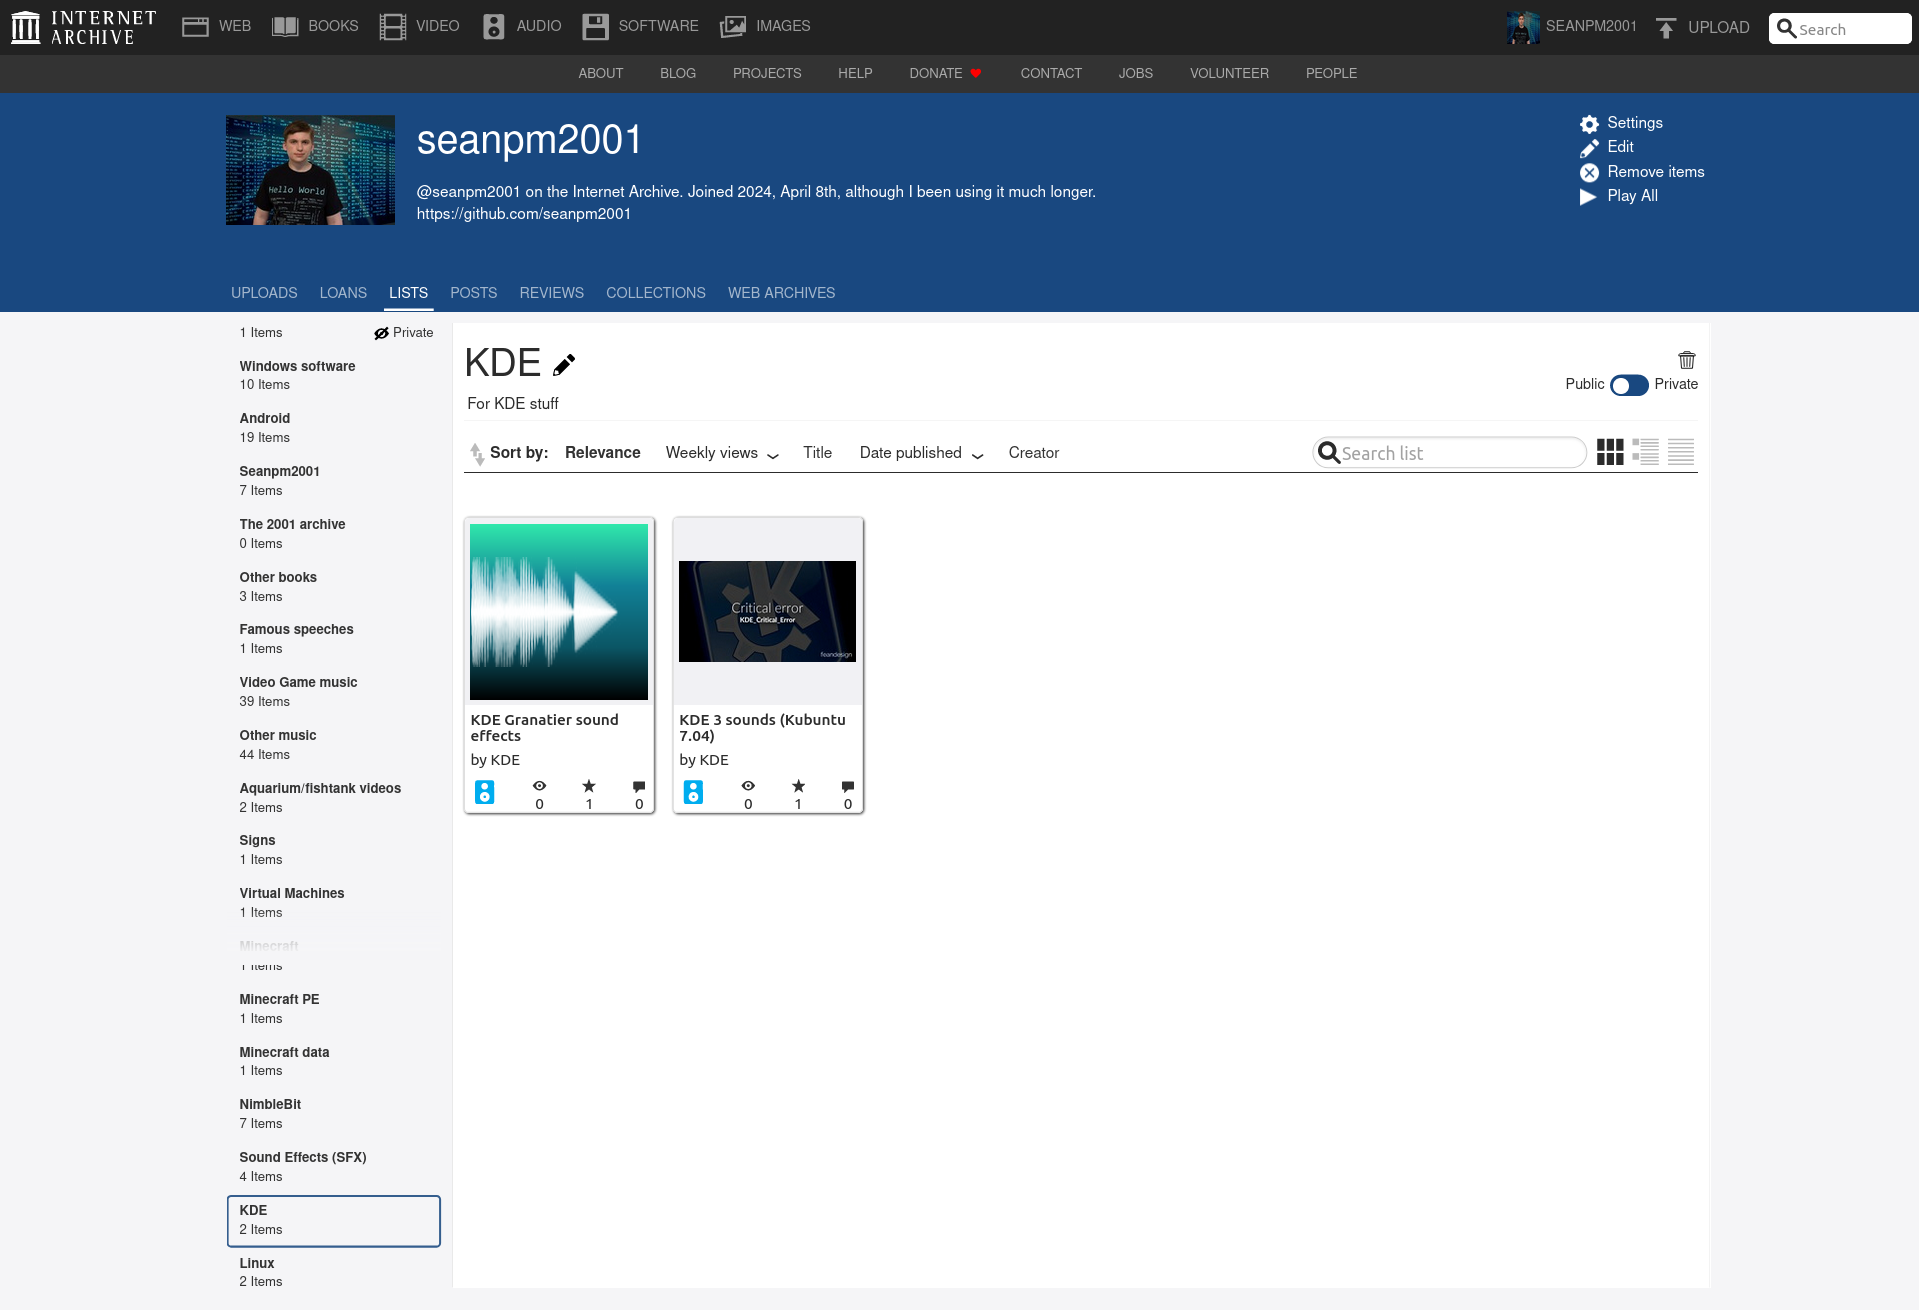 INTERNET ARCHIVE
WEB
BOOKS
VIDEO
AUDIO
SOFTWARE
IMAGES
SEANPM2001
UPLOAD
Search
ABOUT
BLOG
PROJECTS
HELP
DONATE
CONTACT
JOBS
VOLUNTEER
PEOPLE
Hello World
seanpm2001
@seanpm2001 on the Internet Archive. Joined 2024, April 8th, although I been using it much longer.
https://github.com/seanpm2001
Settings
Edit
Remove items
Play All
UPLOADS
LOANS
LISTS
POSTS
REVIEWS
COLLECTIONS
WEB ARCHIVES
1 Items
Private
Windows software
10 Items
Android
19 Items
Seanpm2001
7 Items
The 2001 archive
0 Items
Other books
3 Items
Famous speeches
1 Items
Video Game music
39 Items
Other music
44 Items
Aquarium/fishtank videos
2 Items
Signs
1 Items
Virtual Machines
1 Items
Minecraft
1 Items
Minecraft PE
1 Items
Minecraft data
1 Items
NimbleBit
7 Items
Sound Effects (SFX)
4 Items
KDE
2 Items
Linux
2 Items
KDE
For KDE stuff
Public
Private
Sort by:
Relevance
Weekly views
Title
Date published
Creator
Search list
KDE Granatier sound
effects
by KDE
0
1
0
Critical error
KDE_Critical_Error
KDE 3 sounds (Kubuntu
7.04)
by KDE
0
1
0